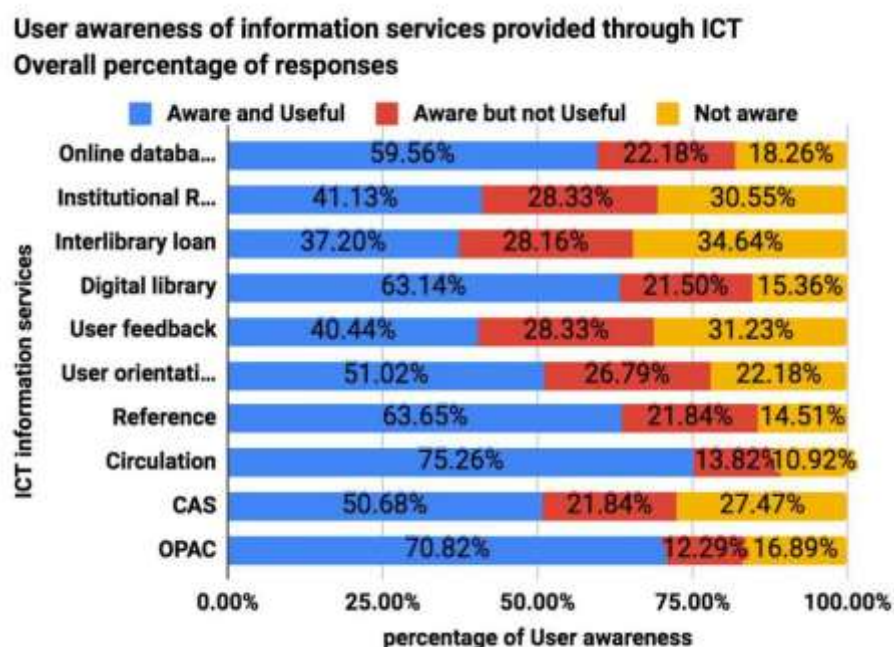 User awareness of information services provided through ICT
Overall percentage of responses
Aware and Useful Aware but not Useful Not aware
Online databa... 59.56% 22.18% 18.26%
Institutional R... 41.13% 28.33% 30.55%
Interlibrary loan 37.20% 28.16% 34.64%
Digital library 63.14% 21.50% 15.36%
User feedback 40.44% 28.33% 31.23%
User orientati... 51.02% 26.79% 22.18%
Reference 63.65% 21.84% 14.51%
Circulation 75.26% 13.82% 10.92%
CAS 50.68% 21.84% 27.47%
OPAC 70.82% 12.29% 16.89%
ICT information services
0.00% 25.00% 50.00% 75.00% 100.00%
percentage of User awareness